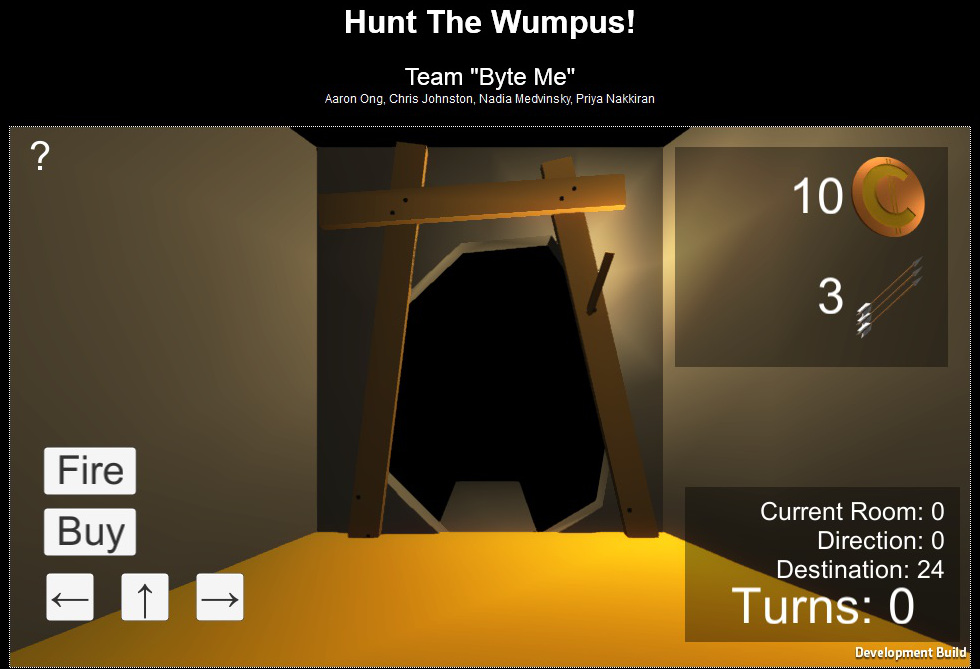 Hunt The Wumpus!
Team "Byte Me"
Aaron Ong, Chris Johnston, Nadia Medvinsky, Priya Nakkiran
?
10
3
Fire
Buy
← ↑ →
Current Room: 0
Direction: 0
Destination: 24
Turns: 0
Development Build